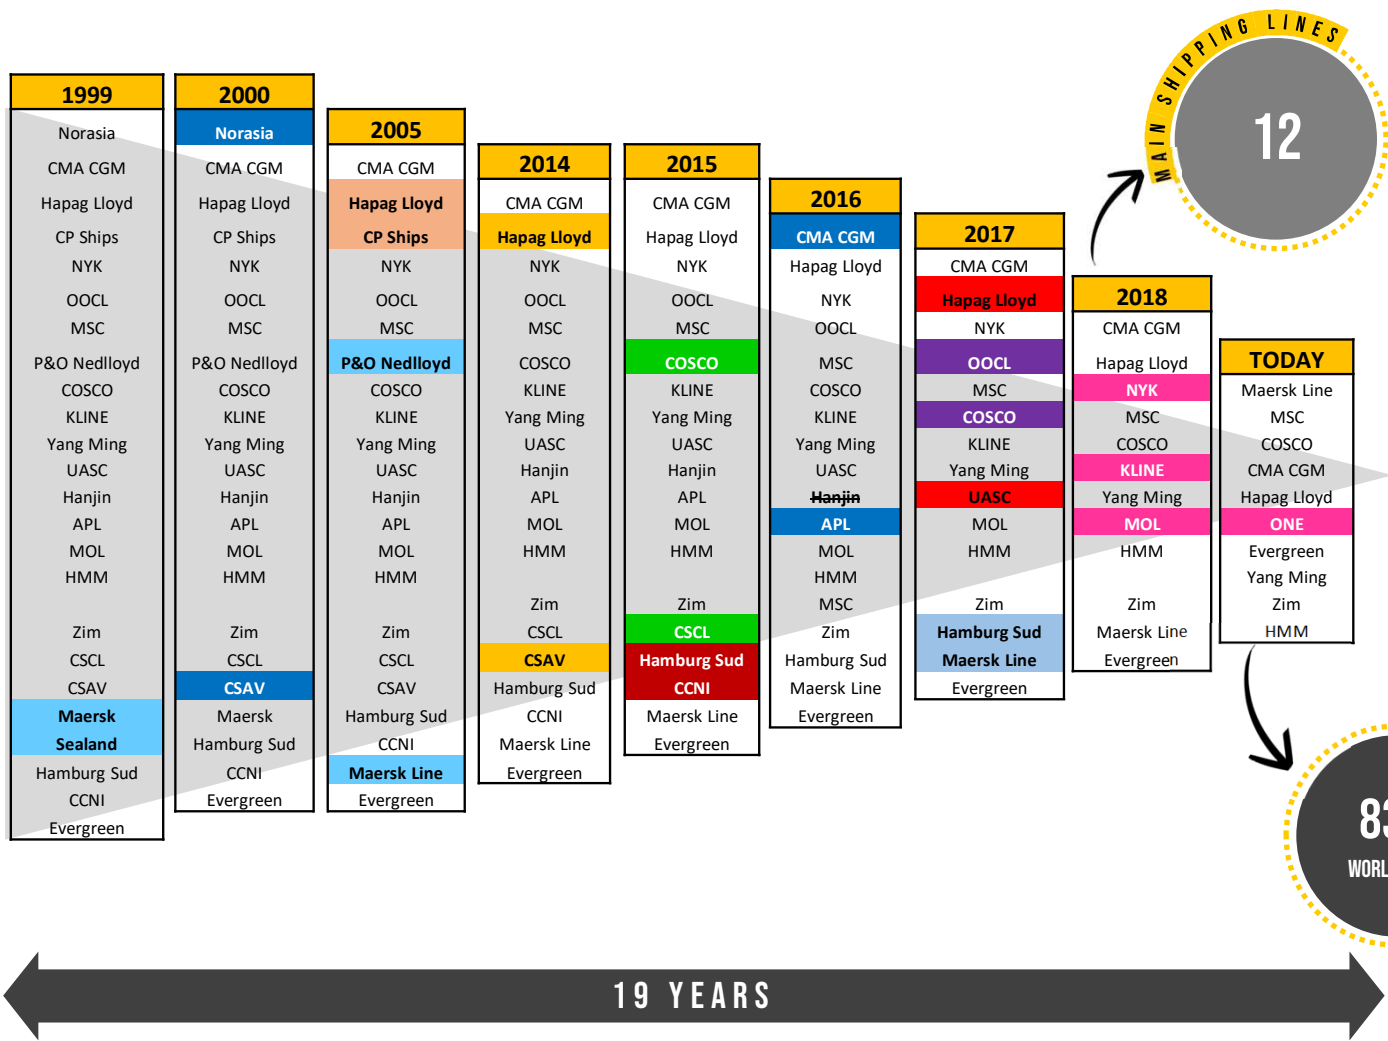 MAIN SHIPPING LINES
12
1999
Norasia
CMA CGM
Hapag Lloyd
CP Ships
NYK
OOCL
MSC
P&O Nedlloyd
COSCO
KLINE
Yang Ming
UASC
Hanjin
APL
MOL
HMM
Zim
CSCL
CSAV
Maersk
Sealand
Hamburg Sud
CCNI
Evergreen
2000
Norasia
CMA CGM
Hapag Lloyd
CP Ships
NYK
OOCL
MSC
P&O Nedlloyd
COSCO
KLINE
Yang Ming
UASC
Hanjin
APL
MOL
HMM
Zim
CSCL
CSAV
Maersk
Hamburg Sud
CCNI
Evergreen
2005
CMA CGM
Hapag Lloyd
CP Ships
NYK
OOCL
MSC
P&O Nedlloyd
COSCO
KLINE
Yang Ming
UASC
Hanjin
APL
MOL
HMM
Zim
CSCL
CSAV
Hamburg Sud
CCNI
Maersk Line
Evergreen
2014
CMA CGM
Hapag Lloyd
NYK
OOCL
MSC
COSCO
KLINE
Yang Ming
UASC
Hanjin
APL
MOL
HMM
Zim
CSCL
CSAV
Hamburg Sud
CCNI
Maersk Line
Evergreen
2015
CMA CGM
Hapag Lloyd
NYK
OOCL
MSC
COSCO
KLINE
Yang Ming
UASC
Hanjin
APL
MOL
HMM
Zim
CSCL
Hamburg Sud
CCNI
Maersk Line
Evergreen
2016
CMA CGM
Hapag Lloyd
NYK
OOCL
MSC
COSCO
KLINE
Yang Ming
UASC
Hanjin
APL
MOL
HMM
MSC
Zim
Hamburg Sud
Maersk Line
Evergreen
2017
CMA CGM
Hapag Lloyd
NYK
OOCL
MSC
COSCO
KLINE
Yang Ming
UASC
MOL
HMM
Zim
Hamburg Sud
Maersk Line
Evergreen
2018
CMA CGM
Hapag Lloyd
NYK
MSC
COSCO
KLINE
Yang Ming
MOL
HMM
Zim
Maersk Line
Evergreen
TODAY
Maersk Line
MSC
COSCO
CMA CGM
Hapag Lloyd
ONE
Evergreen
Yang Ming
Zim
HMM
19 YEARS